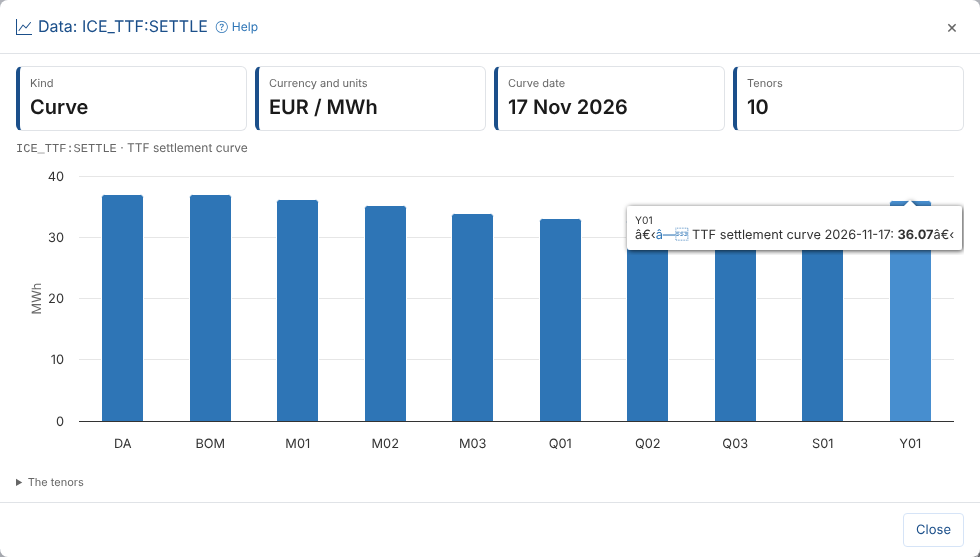 Data: ICE_TTF:SETTLE Help ×
Kind
Curve
Currency and units
EUR / MWh
Curve date
17 Nov 2026
Tenors
10
ICE_TTF:SETTLE · TTF settlement curve
40
30
20
10
0
MWh
Y01
â€‹â—TTF settlement curve 2026-11-17: 36.07â€‹
DA BOM M01 M02 M03 Q01 Q02 Q03 S01 Y01
The tenors
Close